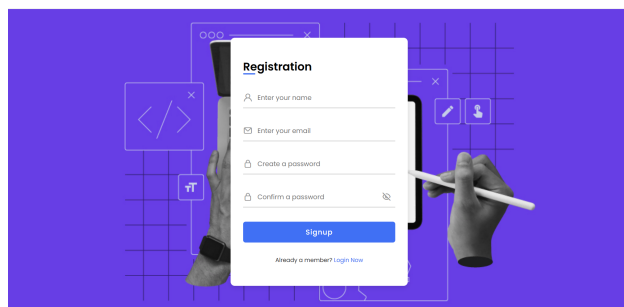 Registration
Enter your name
Enter your email
Create a password
Confirm a password
Signup
Already a member? Login Now